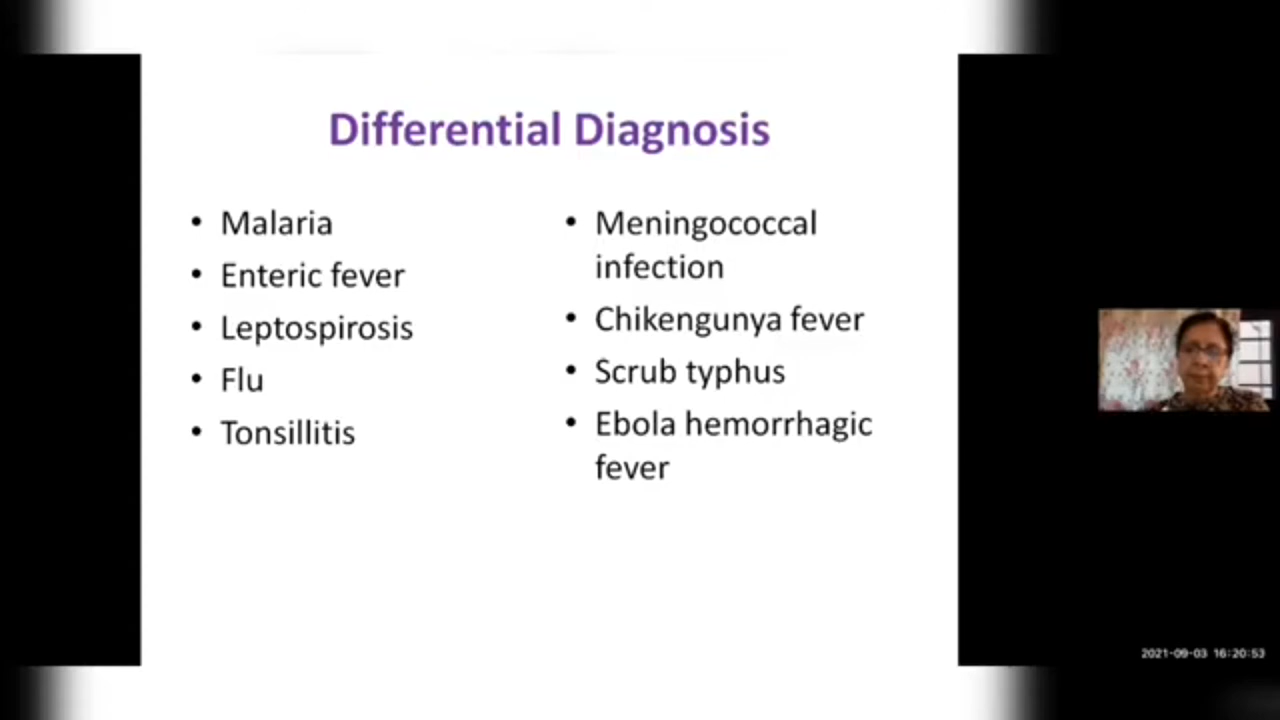 Differential Diagnosis
• Malaria
• Enteric fever
• Leptospirosis
• Flu
• Tonsillitis
• Meningococcal
infection
• Chikengunya fever
• Scrub typhus
• Ebola hemorrhagic
fever
2021-09-03 16:20:53